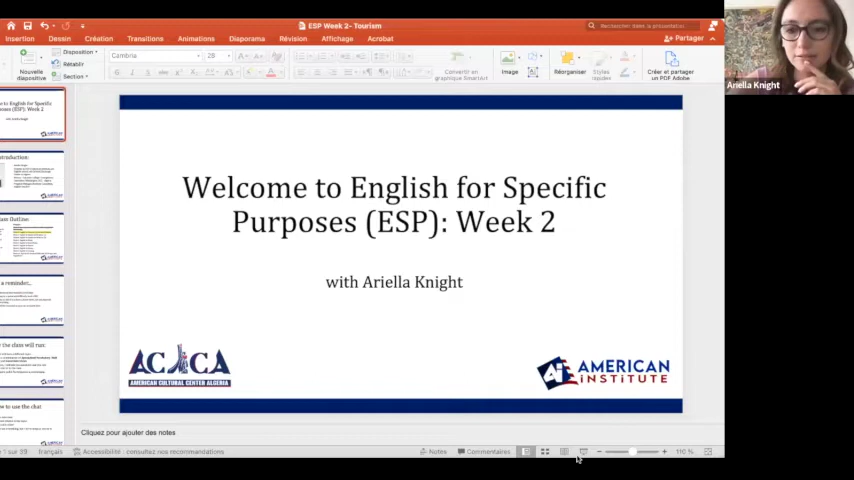 ESP Week 2- Tourism
Rechercher dans la présentation
Insertion Dessin Création Transitions Animations Diaporama Révision Affichage Acrobat
Partager
Nouvelle diapositive
Disposition
Rétablir
Section
Cambria 28
Convertir en graphique SmartArt
Image
Réorganiser
Styles rapides
Créer et partager un PDF Adobe
Ariella Knight
Welcome to English for Specific
Purposes (ESP): Week 2
with Ariella Knight
ACCA
AMERICAN CULTURAL CENTER ALGERIA
AMERICAN
INSTITUTE
Cliquez pour ajouter des notes
1 sur 39 français Accessibilité : consultez nos recommandations
Notes Commentaires 110 %